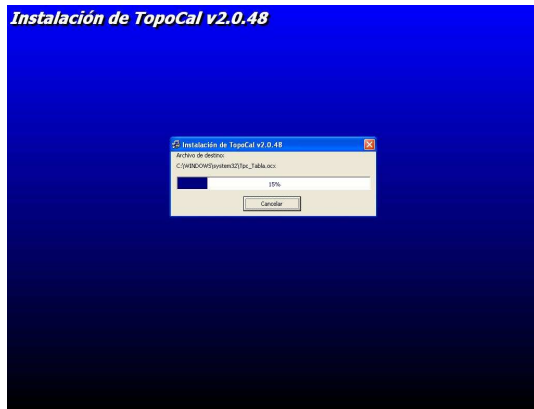 Instalación de TopoCal v2.0.48
Instalación de TopoCal v2.0.48
Archivo de destino:
C:\WINDOWS\system32\Tpc_Tabla.ocx
15%
Cancelar